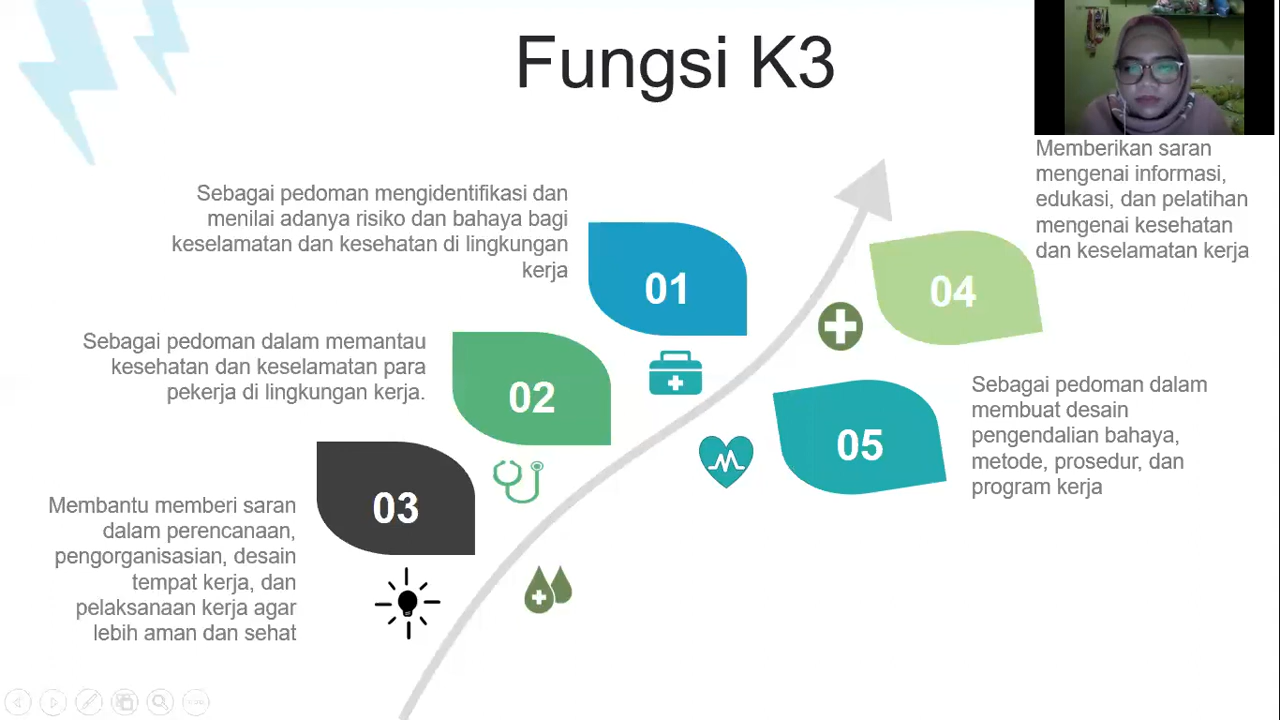 Fungsi K3
Sebagai pedoman mengidentifikasi dan
menilai adanya risiko dan bahaya bagi
keselamatan dan kesehatan di lingkungan
kerja
01
Sebagai pedoman dalam memantau
kesehatan dan keselamatan para
pekerja di lingkungan kerja.
02
Membantu memberi saran
dalam perencanaan,
pengorganisasian, desain
tempat kerja, dan
pelaksanaan kerja agar
lebih aman dan sehat
03
Memberikan saran
mengenai informasi,
edukasi, dan pelatihan
mengenai kesehatan
dan keselamatan kerja
04
Sebagai pedoman dalam
membuat desain
pengendalian bahaya,
metode, prosedur, dan
program kerja
05